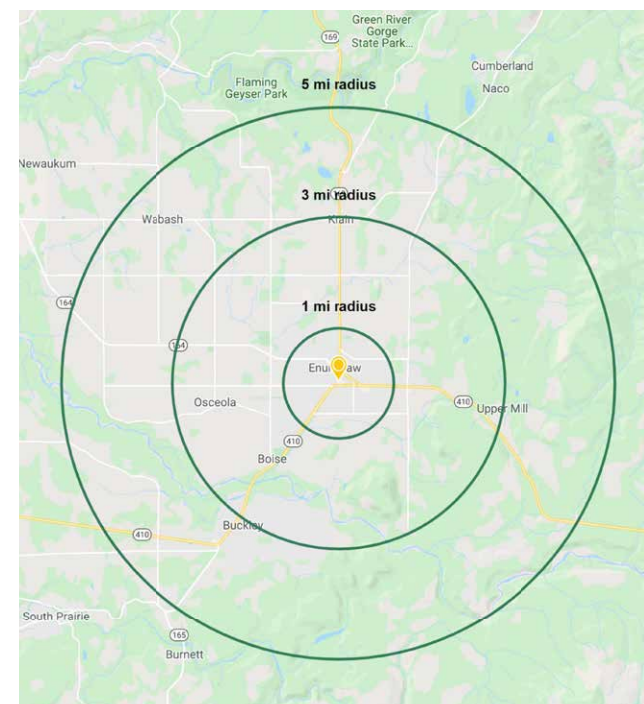 Green River
Gorge
State Park...
169
Cumberland
Flaming
Geyser Park
5 mi radius
Naco
Newaukum
3 mi radius
Wabash
Krain
1 mi radius
164
164
Osceola
410
Upper Mill
410
Boise
Buckley
410
South Prairie
165
Burnett